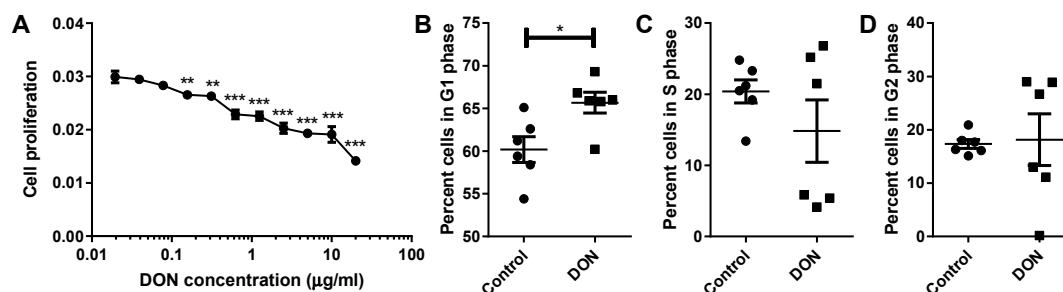 A
Cell proliferation
0.04
0.03
0.02
0.01
0.00
** ** *** *** *** *** *** ***
0.01 0.1 1 10 100
DON concentration (µg/ml)
B
Percent cells in G1 phase
75
70
65
60
55
50
*
Control DON
C
Percent cells in S phase
30
20
10
0
Control DON
D
Percent cells in G2 phase
40
30
20
10
0
Control DON